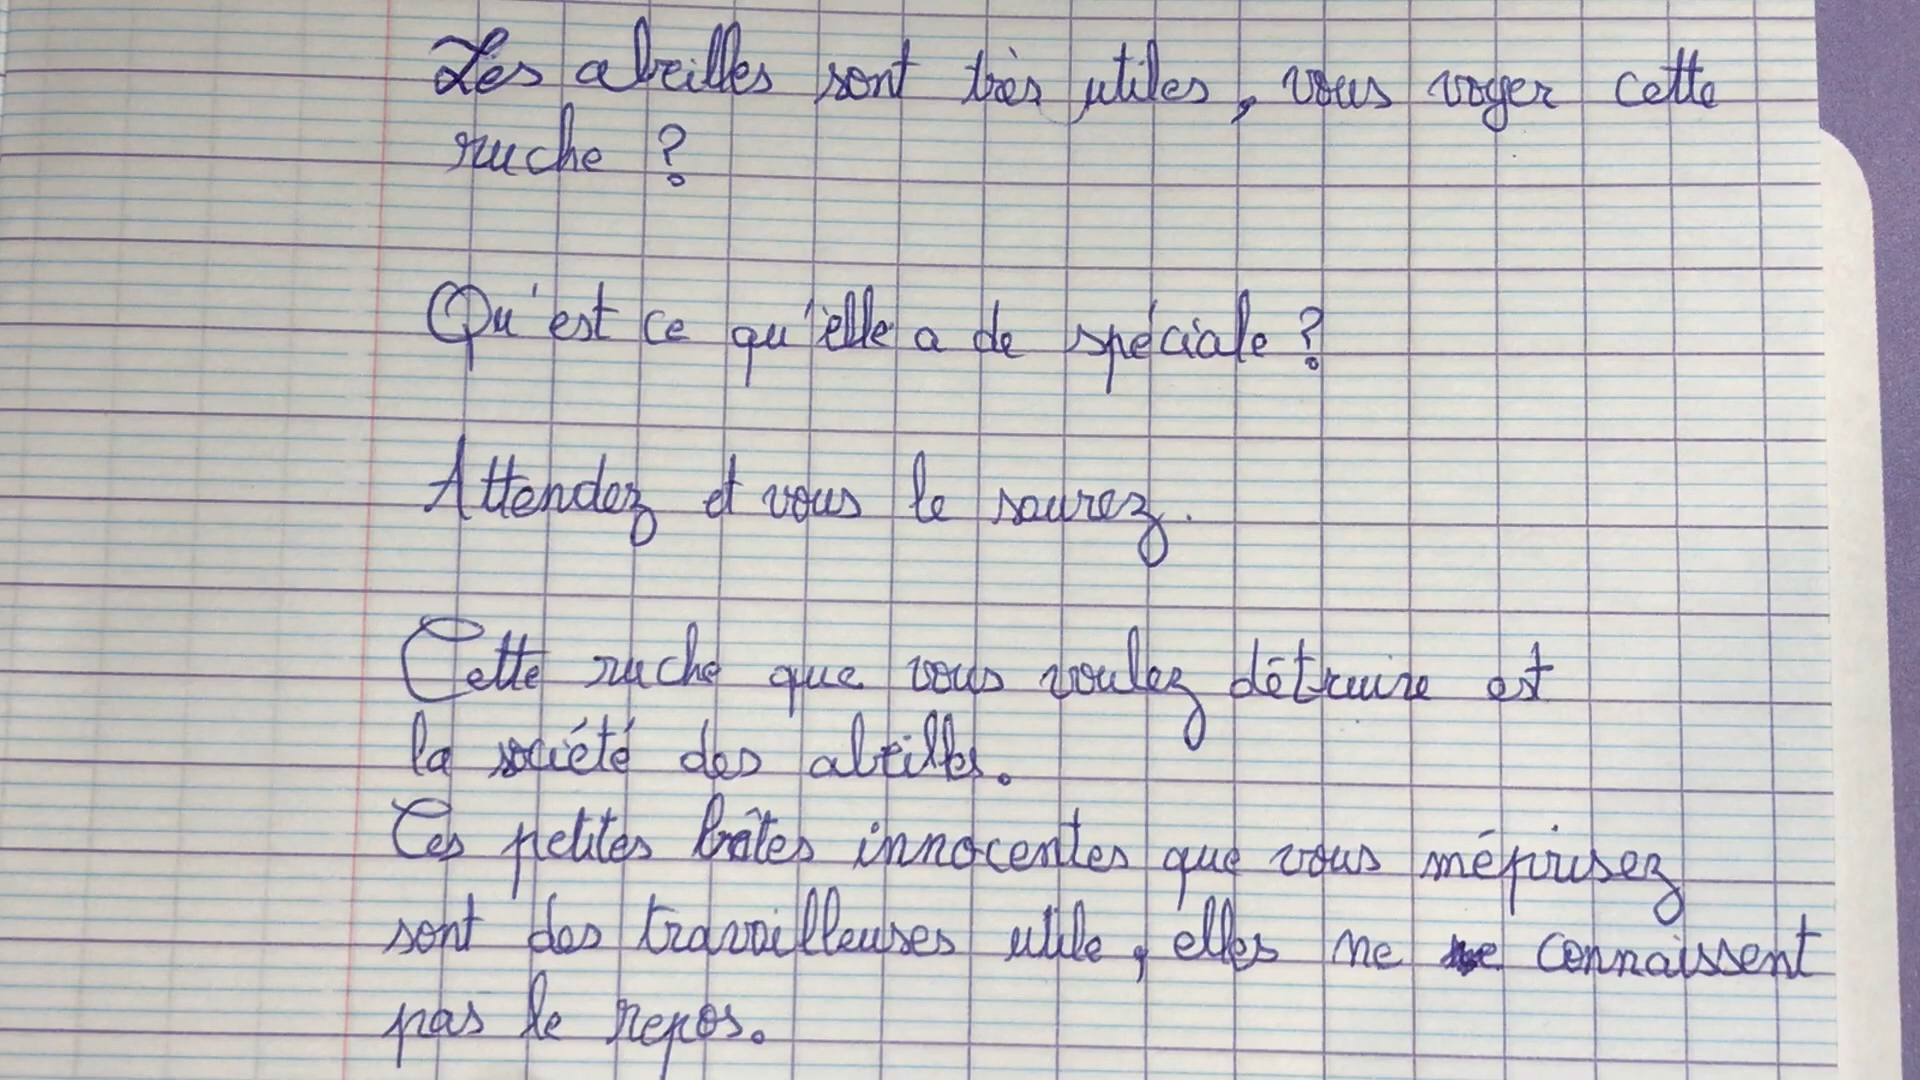 Les abeilles sont très utiles, vous voyer cette
ruche ?
Qu'est ce qu'elle a de spéciale ?
Attendez et vous le saurez.
Cette ruche que vous voulez détruire est
la société des abeilles.
Ces petites bêtes innocentes que vous méprisez
sont des travailleuses utile, elles ne connaissent
pas le repos.